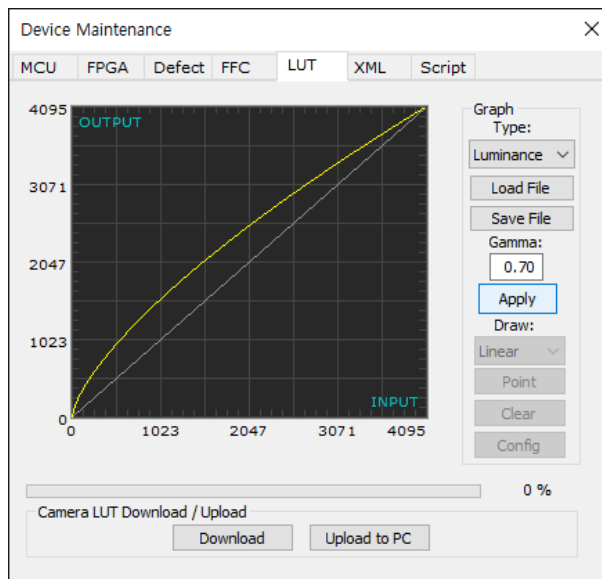 Device Maintenance
MCU FPGA Defect FFC LUT XML Script
4095
OUTPUT
3071
2047
1023
0
INPUT
0 1023 2047 3071 4095
Graph
Type:
Luminance
Load File
Save File
Gamma:
0.70
Apply
Draw:
Linear
Point
Clear
Config
0 %
Camera LUT Download / Upload
Download Upload to PC